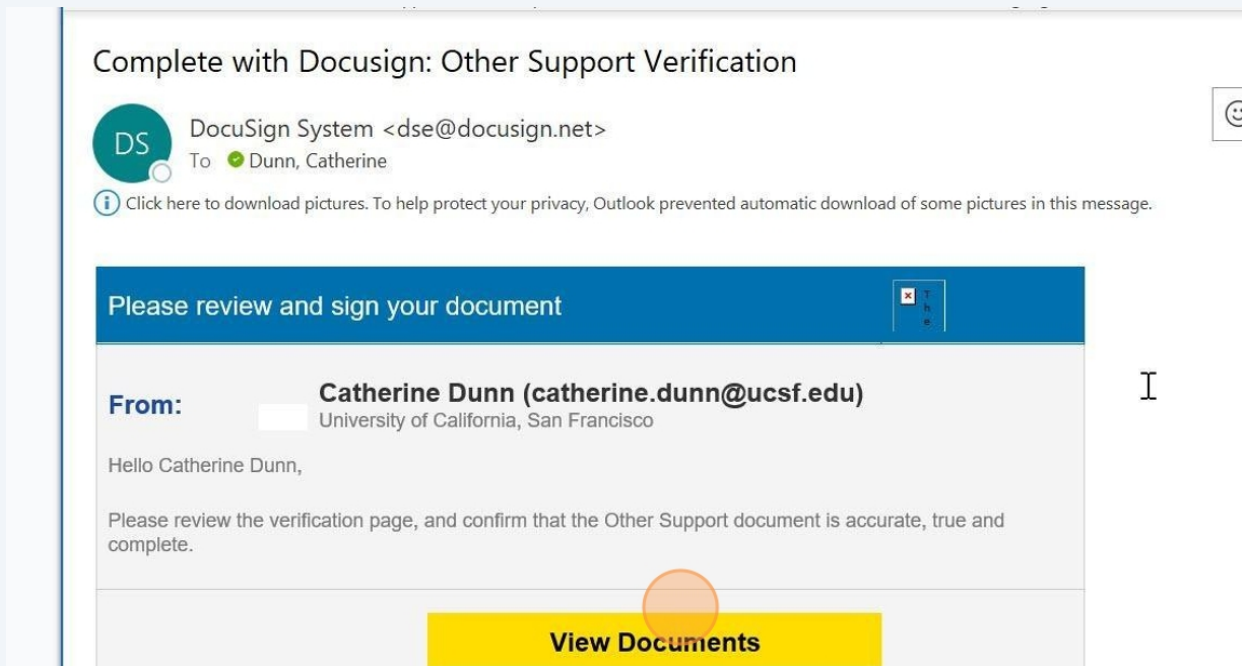 Complete with Docusign: Other Support Verification
DS
DocuSign System <dse@docusign.net>
To Dunn, Catherine
Click here to download pictures. To help protect your privacy, Outlook prevented automatic download of some pictures in this message.
Please review and sign your document
The
From:
Catherine Dunn (catherine.dunn@ucsf.edu)
University of California, San Francisco
Hello Catherine Dunn,
Please review the verification page, and confirm that the Other Support document is accurate, true and
complete.
View Documents